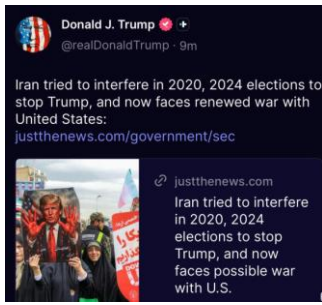 Donald J. Trump
@realDonaldTrump · 9m
Iran tried to interfere in 2020, 2024 elections to
stop Trump, and now faces renewed war with
United States:
justthenews.com/government/sec
justthenews.com
Iran tried to interfere
in 2020, 2024
elections to stop
Trump, and now
faces possible war
with U.S.